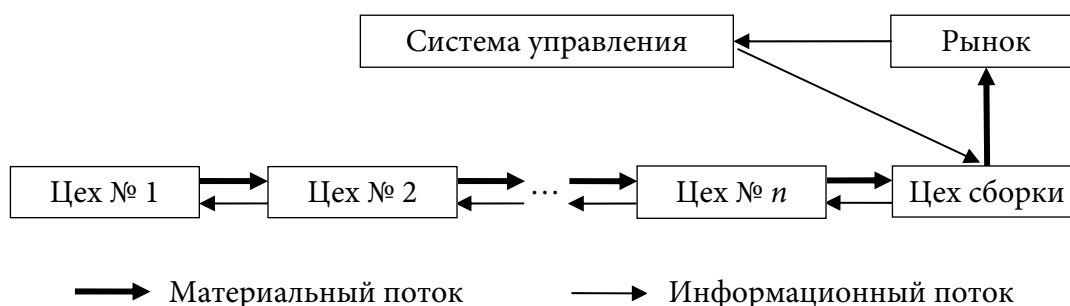 Система управления
Рынок
Цех № 1
Цех № 2
...
Цех № n
Цех сборки
Материальный поток
Информационный поток